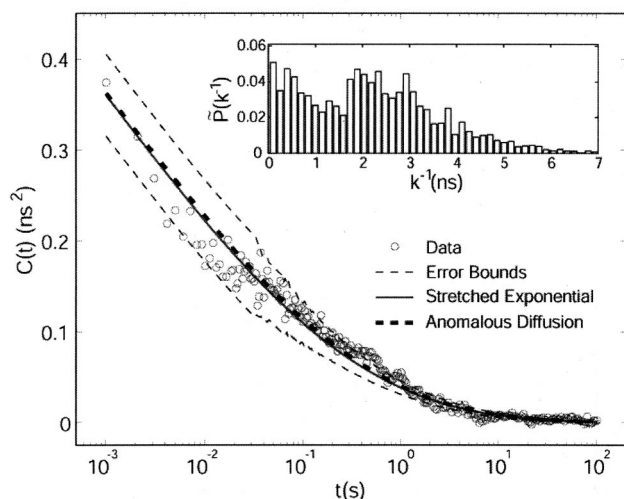 0.4
0.3
0.2
0.1
0
C(t) (ns²)
10⁻³ 10⁻² 10⁻¹ 10⁰ 10¹ 10²
t(s)
0.06
0.04
0.02
0
P̃(k⁻¹)
0 1 2 3 4 5 6 7
k⁻¹(ns)
Data
Error Bounds
Stretched Exponential
Anomalous Diffusion